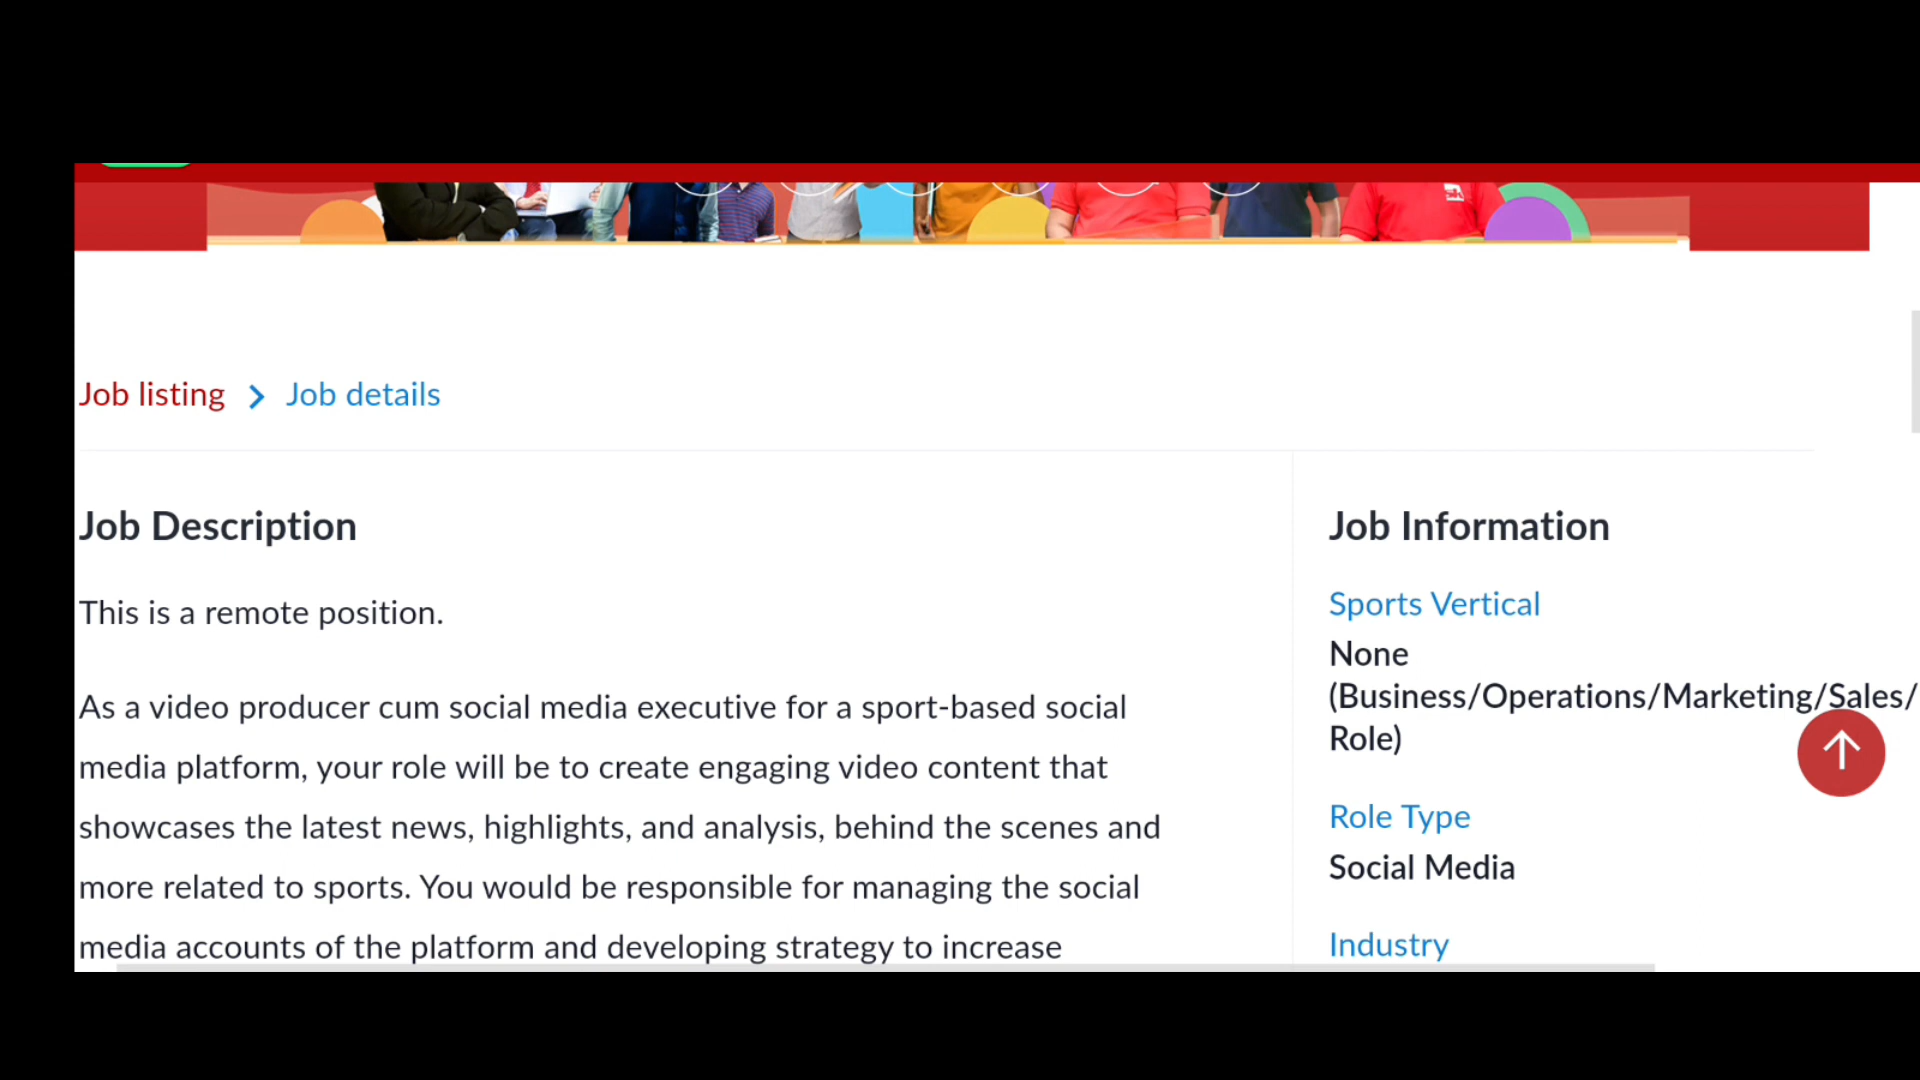 Job listing > Job details
Job Description
This is a remote position.
As a video producer cum social media executive for a sport-based social
media platform, your role will be to create engaging video content that
showcases the latest news, highlights, and analysis, behind the scenes and
more related to sports. You would be responsible for managing the social
media accounts of the platform and developing strategy to increase
Job Information
Sports Vertical
None
(Business/Operations/Marketing/Sales/
Role)
Role Type
Social Media
Industry